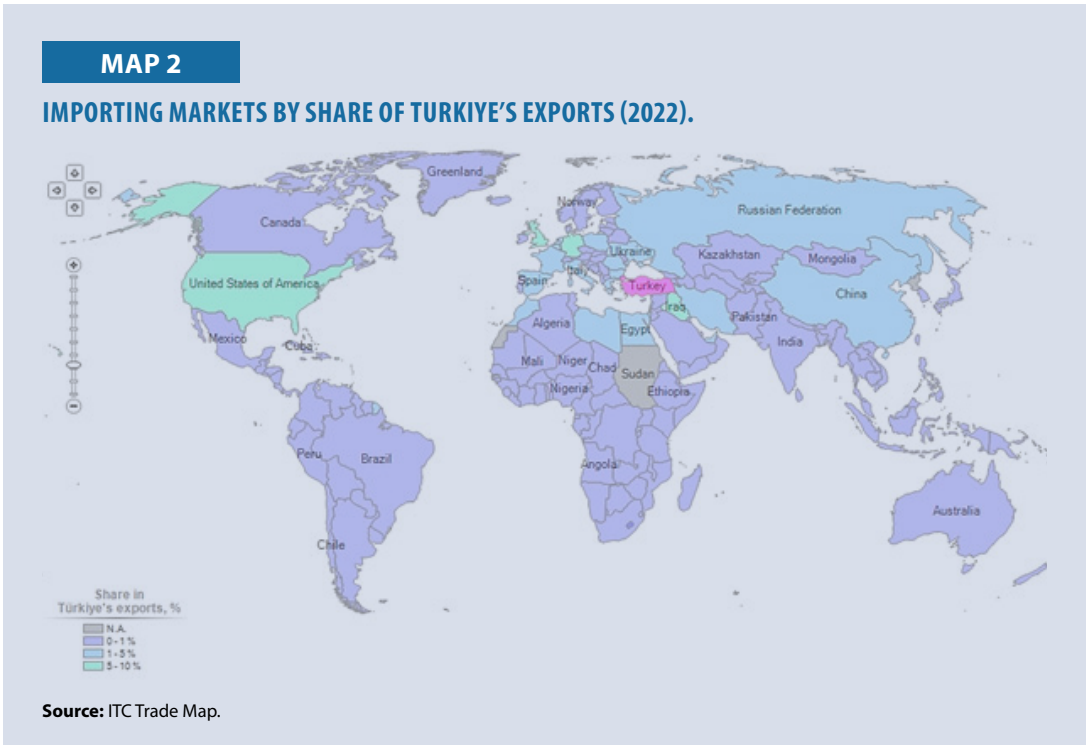 MAP 2
IMPORTING MARKETS BY SHARE OF TURKIYE'S EXPORTS (2022).
Greenland
Norway
Canada
Russian Federation
Ukraine
Kazakhstan
Mongolia
Italy
Spain
United States of America
Turkey
China
Iraq
Algeria
Egypt
Pakistan
Mexico
Cuba
India
Mali
Niger
Chad
Sudan
Nigeria
Ethiopia
Peru
Brazil
Angola
Australia
Chile
Share in
Türkiye's exports, %
N.A.
0-1%
1-5%
5-10%
Source: ITC Trade Map.